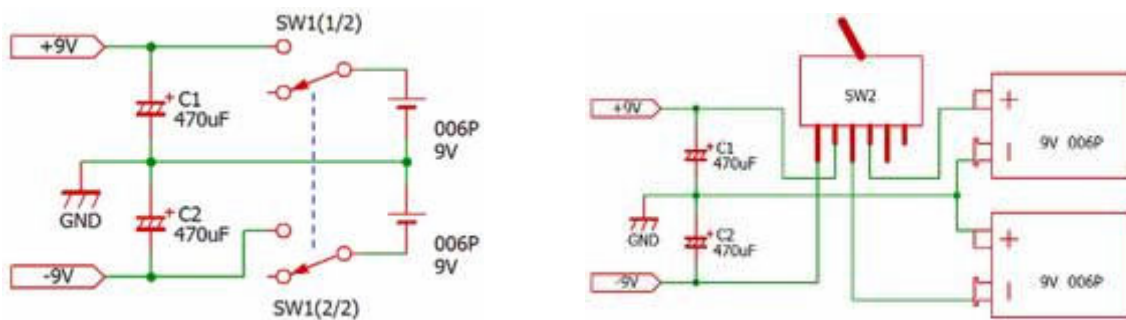 SW1(1/2)
+9V
+
C1
470uF
006P
9V
GND
+
C2
470uF
006P
9V
-9V
SW1(2/2)
SW2
+9V
+
C1
470uF
+
9V 006P
GND
+
C2
470uF
+
9V 006P
-9V